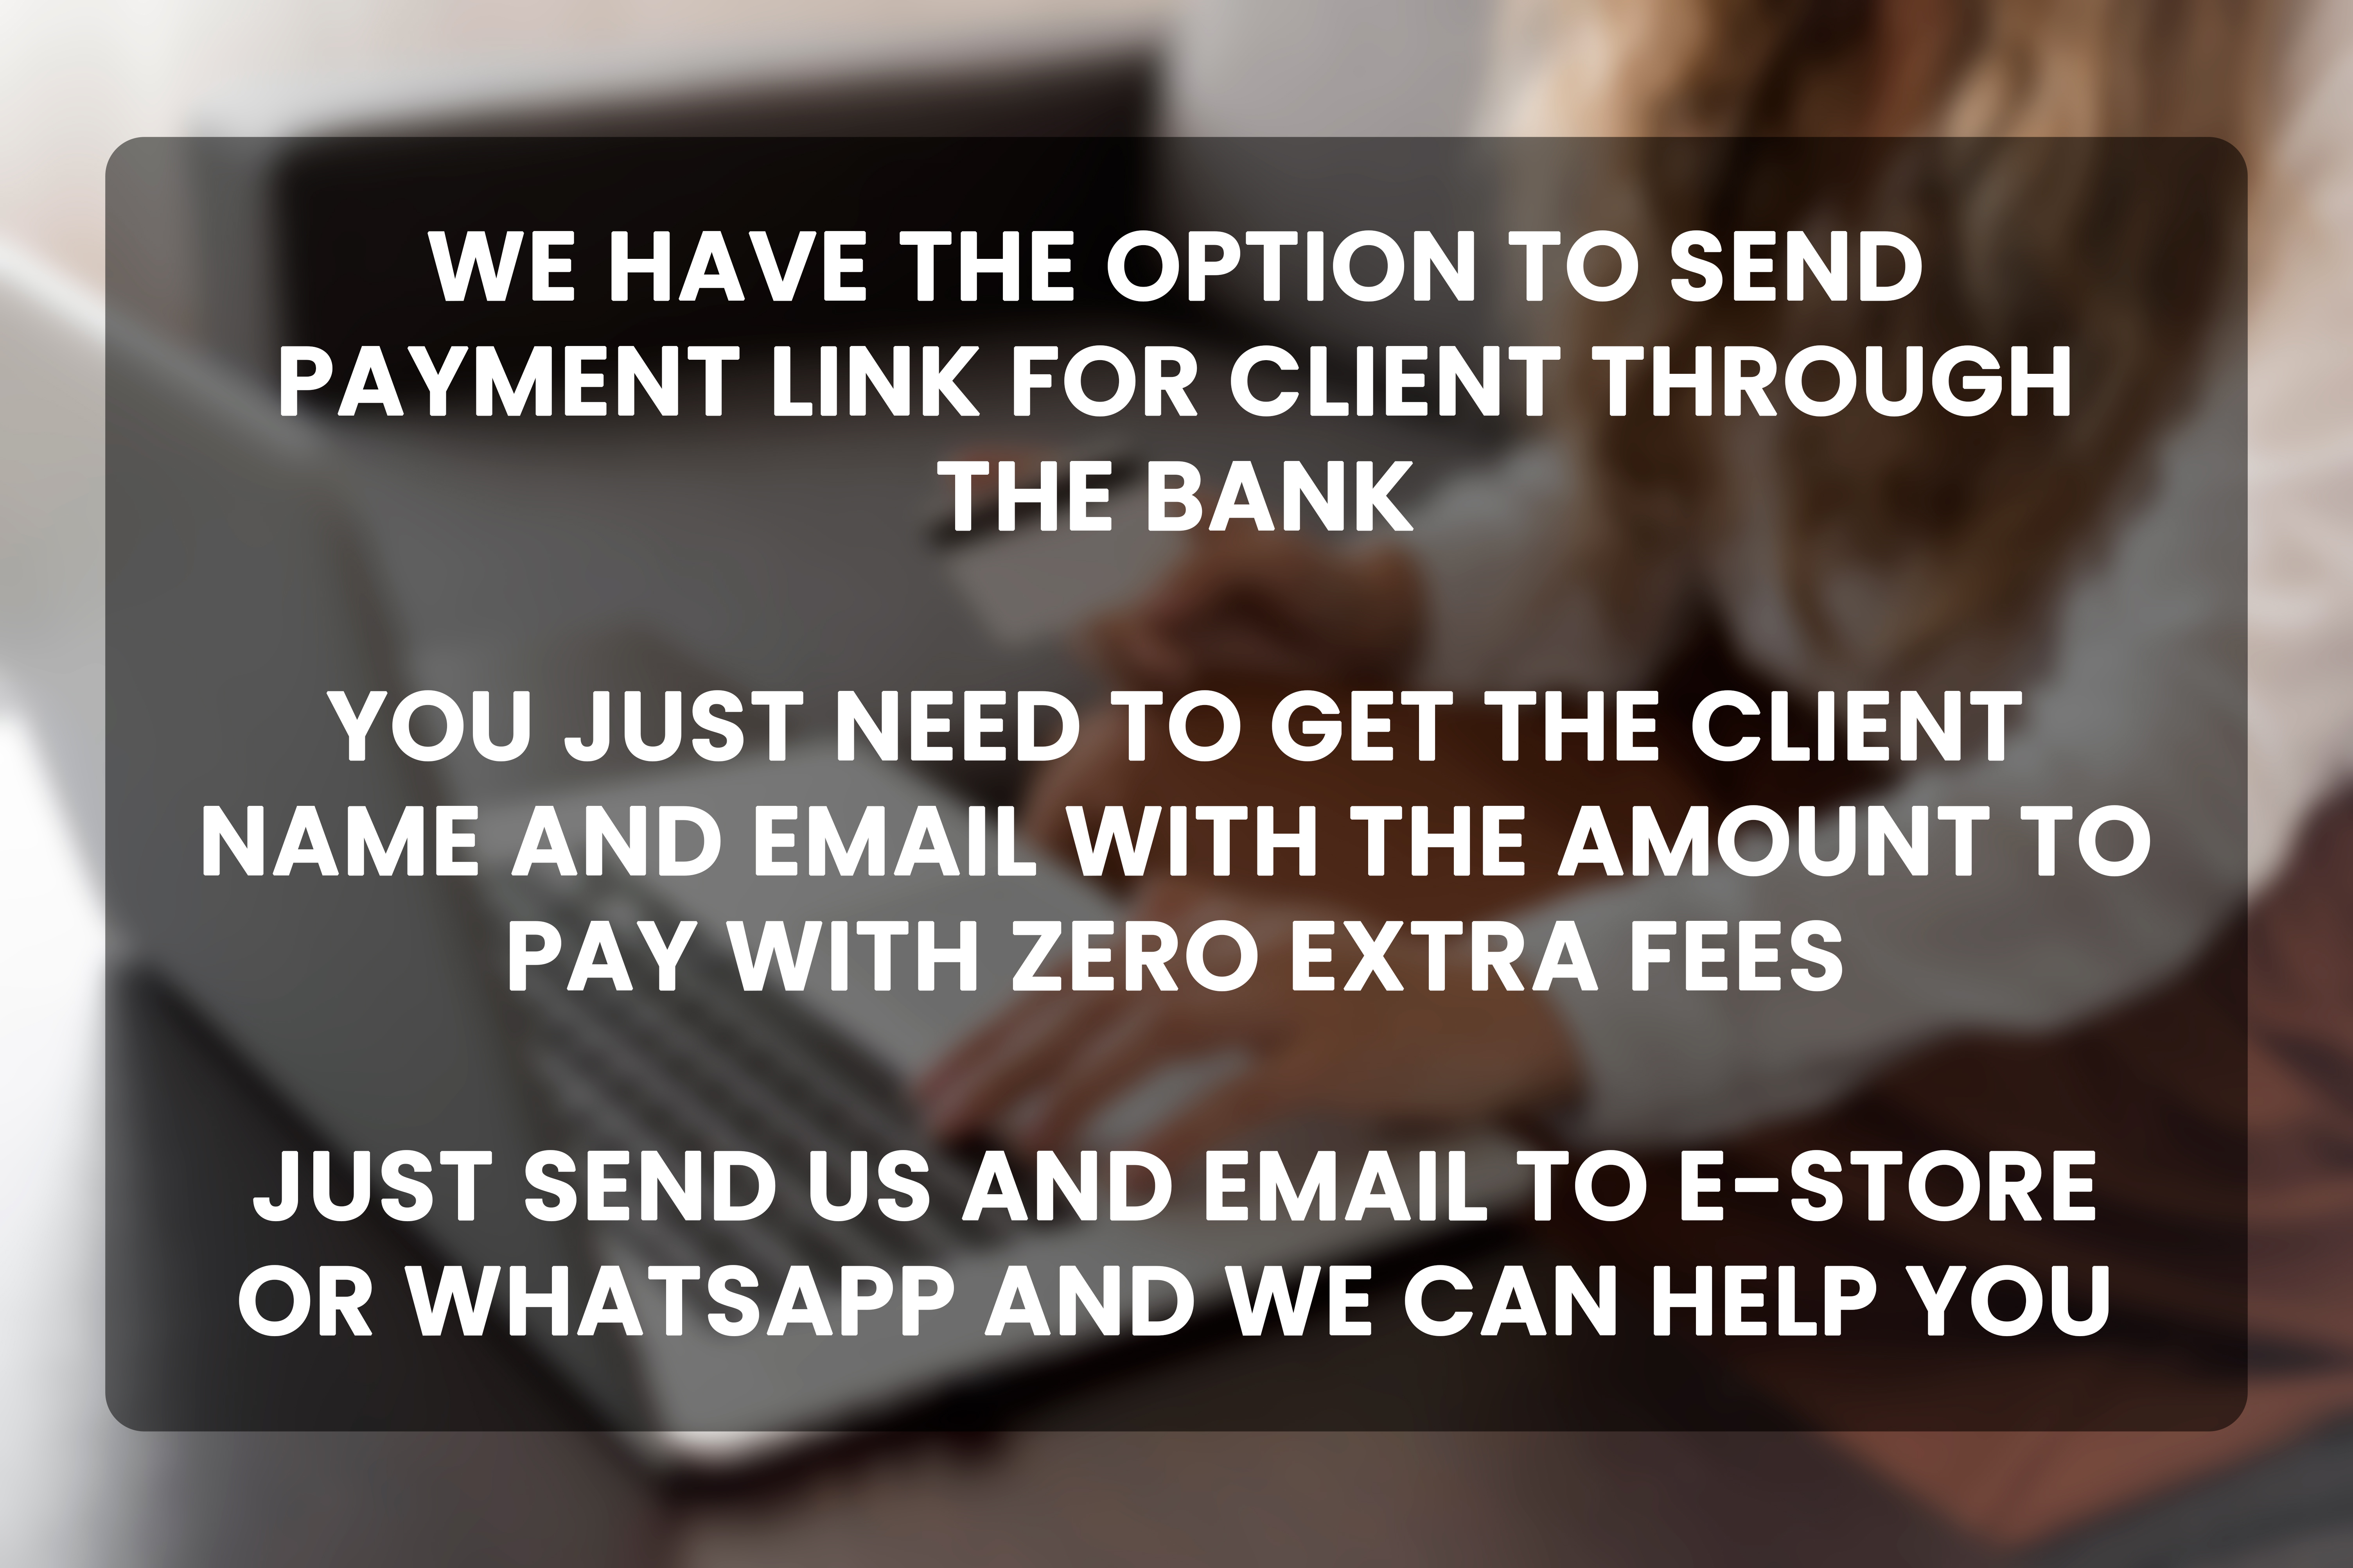 WE HAVE THE OPTION TO SEND
PAYMENT LINK FOR CLIENT THROUGH
THE BANK
YOU JUST NEED TO GET THE CLIENT
NAME AND EMAIL WITH THE AMOUNT TO
PAY WITH ZERO EXTRA FEES
JUST SEND US AND EMAIL TO E-STORE
OR WHATSAPP AND WE CAN HELP YOU